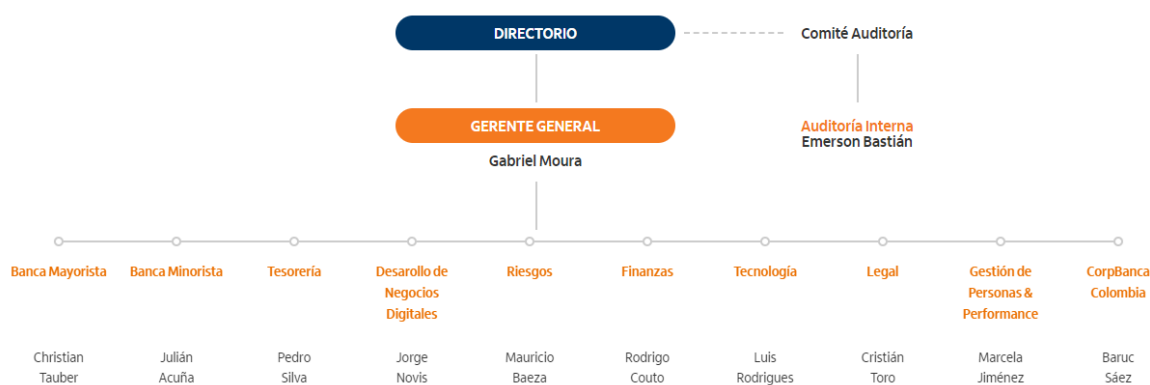 DIRECTORIO
Comité Auditoría
GERENTE GENERAL
Gabriel Moura
Auditoría Interna
Emerson Bastián
Banca Mayorista
Banca Minorista
Tesorería
Desarollo de
Negocios
Digitales
Riesgos
Finanzas
Tecnología
Legal
Gestión de
Personas &
Performance
CorpBanca
Colombia
Christian
Tauber
Julián
Acuña
Pedro
Silva
Jorge
Novis
Mauricio
Baeza
Rodrigo
Couto
Luis
Rodrigues
Cristián
Toro
Marcela
Jiménez
Baruc
Sáez